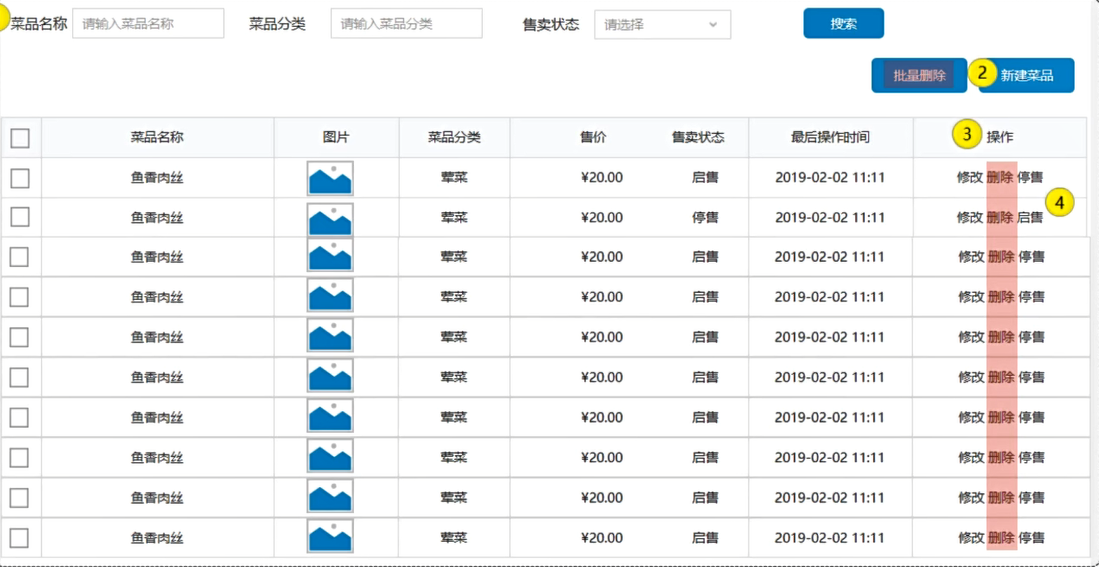 菜品名称 请输入菜品名称 菜品分类 请输入菜品分类 售卖状态 请选择 搜索
批量删除 2 新建菜品
菜品名称 图片 菜品分类 售价 售卖状态 最后操作时间 3 操作
鱼香肉丝 荤菜 ¥20.00 启售 2019-02-02 11:11 修改 删除 停售
4
鱼香肉丝 荤菜 ¥20.00 停售 2019-02-02 11:11 修改 删除 启售
鱼香肉丝 荤菜 ¥20.00 启售 2019-02-02 11:11 修改 删除 停售
鱼香肉丝 荤菜 ¥20.00 启售 2019-02-02 11:11 修改 删除 停售
鱼香肉丝 荤菜 ¥20.00 启售 2019-02-02 11:11 修改 删除 停售
鱼香肉丝 荤菜 ¥20.00 启售 2019-02-02 11:11 修改 删除 停售
鱼香肉丝 荤菜 ¥20.00 启售 2019-02-02 11:11 修改 删除 停售
鱼香肉丝 荤菜 ¥20.00 启售 2019-02-02 11:11 修改 删除 停售
鱼香肉丝 荤菜 ¥20.00 启售 2019-02-02 11:11 修改 删除 停售
鱼香肉丝 荤菜 ¥20.00 启售 2019-02-02 11:11 修改 删除 停售